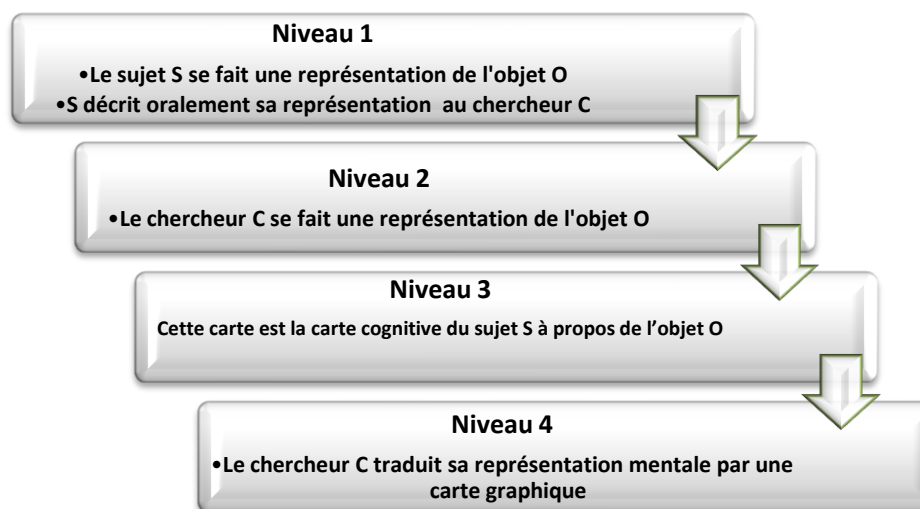 Niveau 1
•Le sujet S se fait une représentation de l'objet O
•S décrit oralement sa représentation au chercheur C
Niveau 2
•Le chercheur C se fait une représentation de l'objet O
Niveau 3
Cette carte est la carte cognitive du sujet S à propos de l’objet O
Niveau 4
•Le chercheur C traduit sa représentation mentale par une
carte graphique